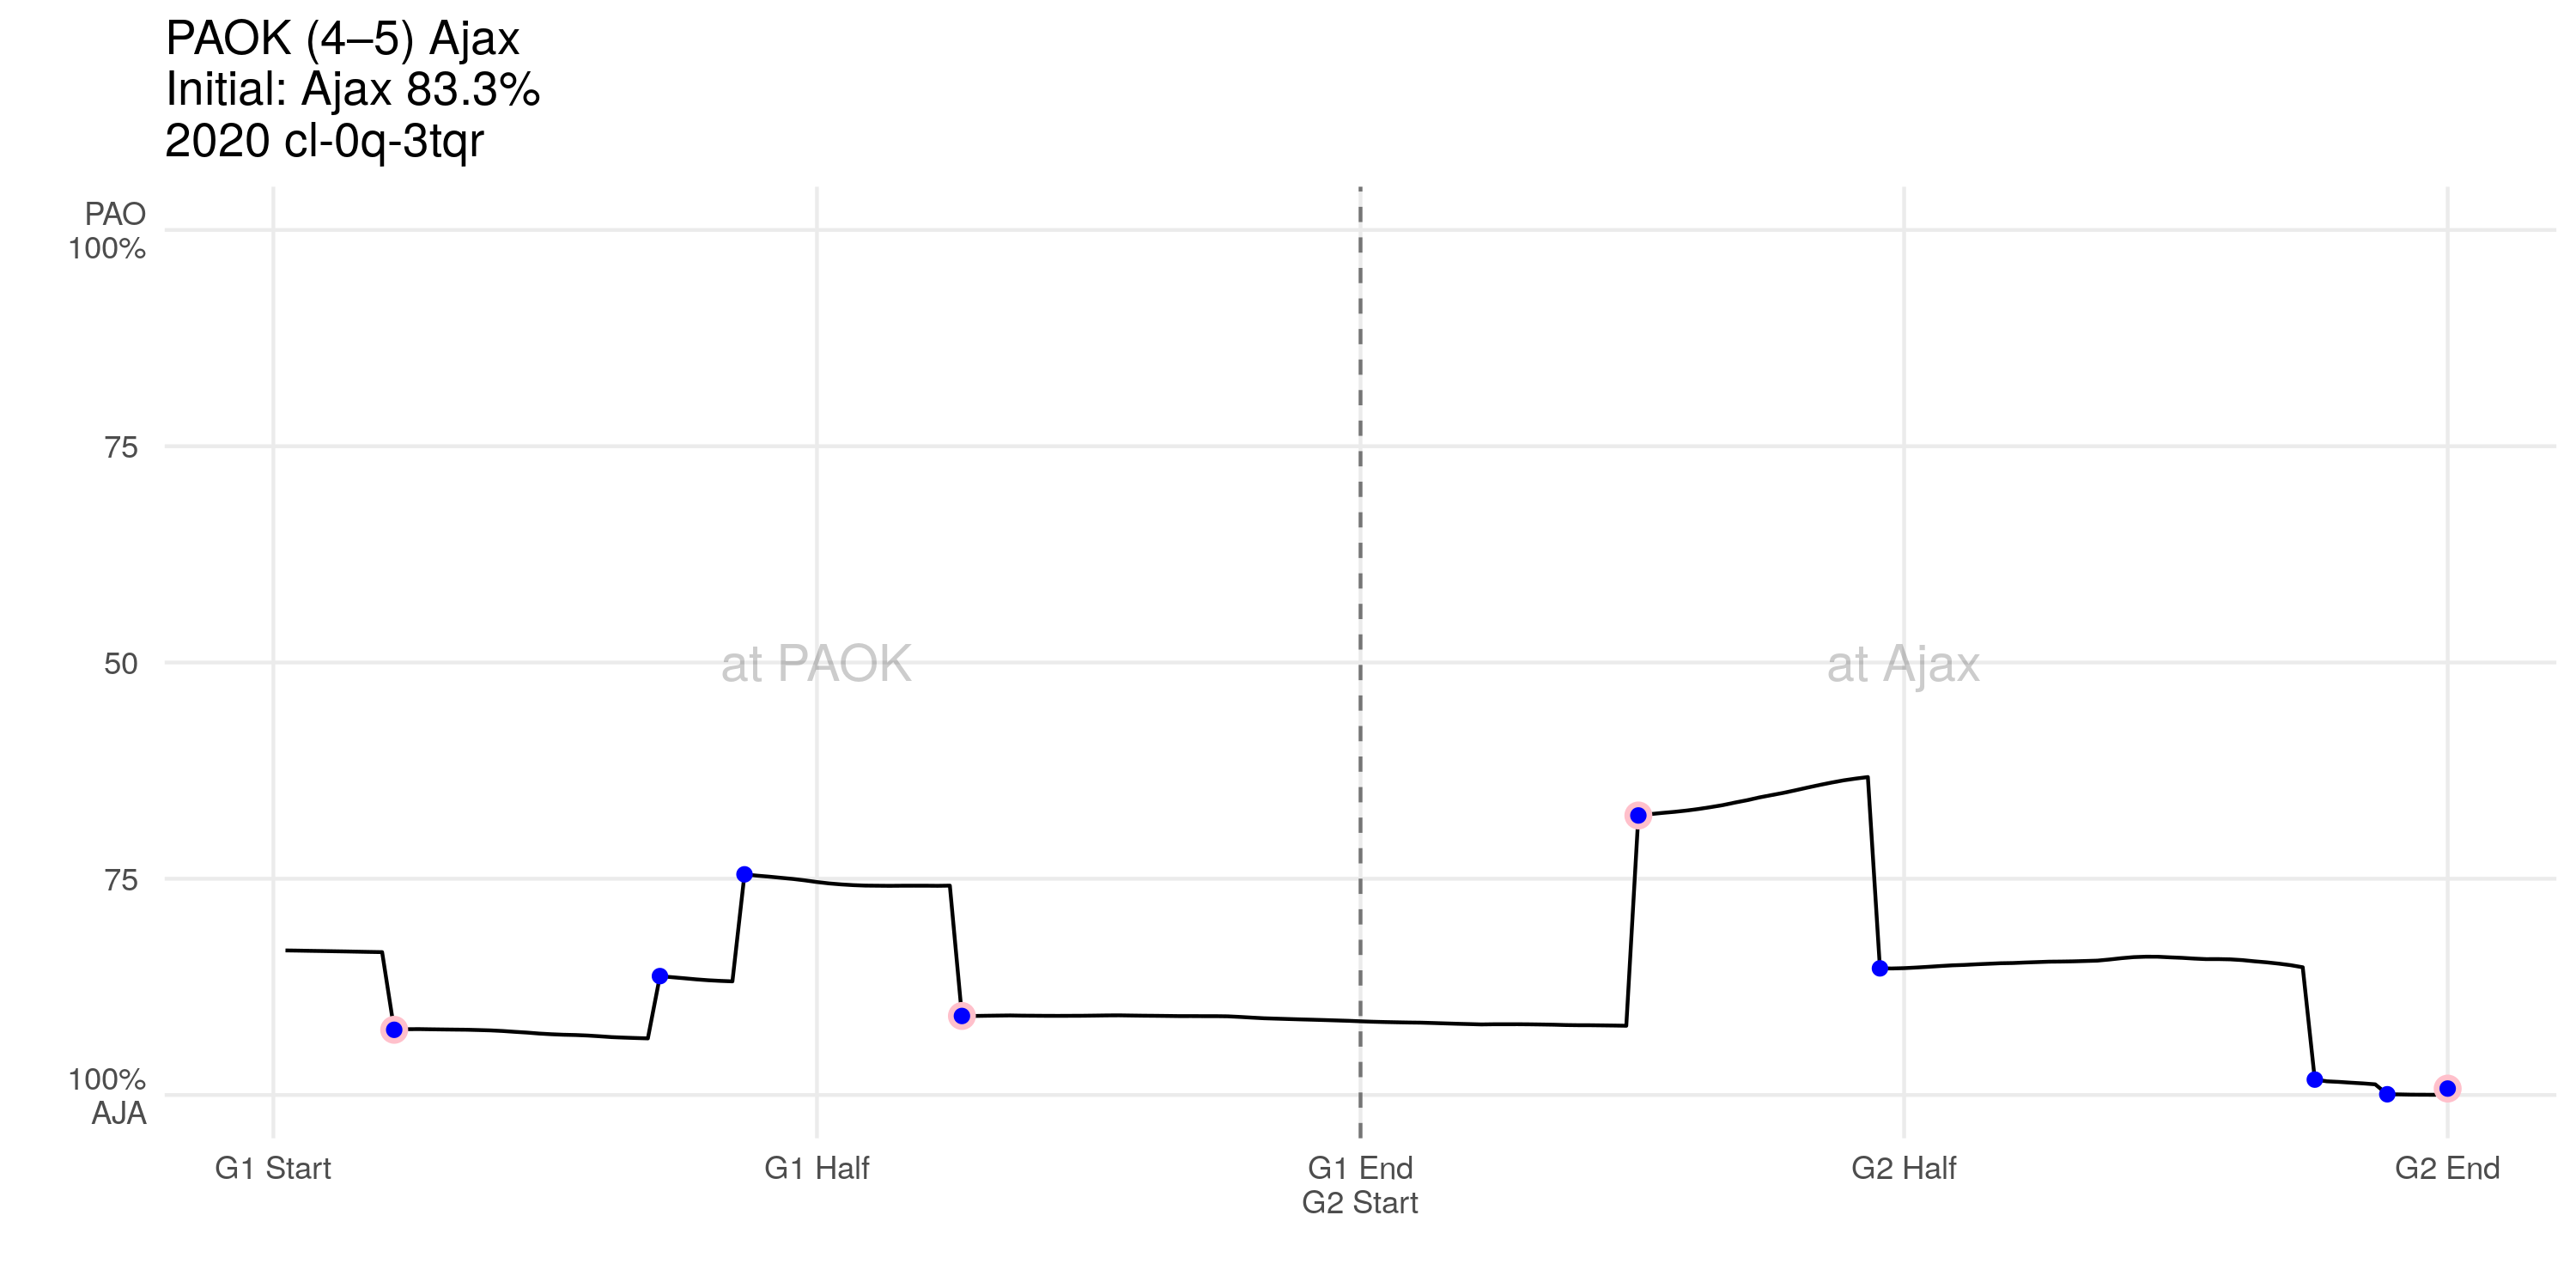 PAOK (4–5) Ajax
Initial: Ajax 83.3%
2020 cl-0q-3tqr
PAO
100%
75
50
75
100%
AJA
at PAOK
at Ajax
G1 Start
G1 Half
G1 End
G2 Start
G2 Half
G2 End